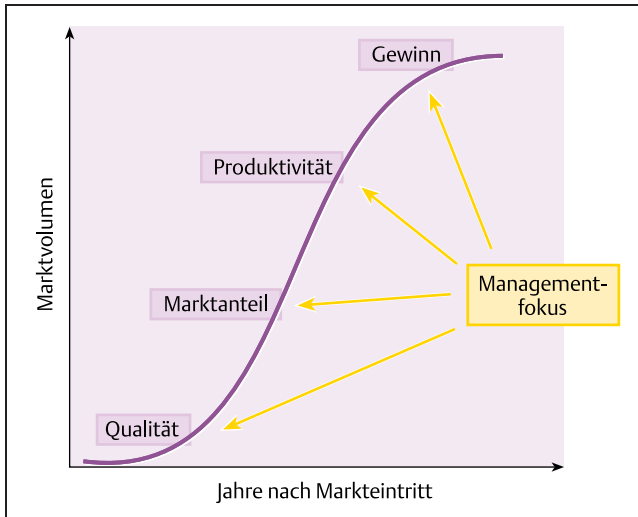 Gewinn
Produktivität
Marktanteil
Qualität
Management-
fokus
Marktvolumen
Jahre nach Markteintritt